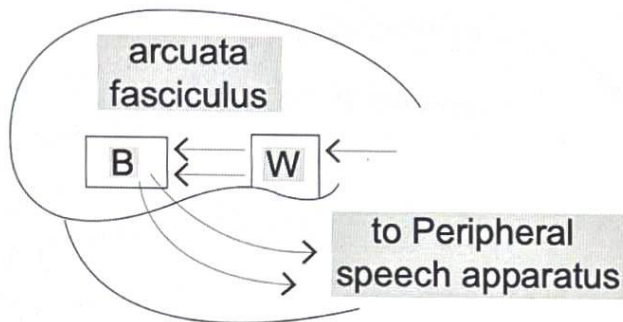 arcuata
fasciculus
B
W
to Peripheral
speech apparatus